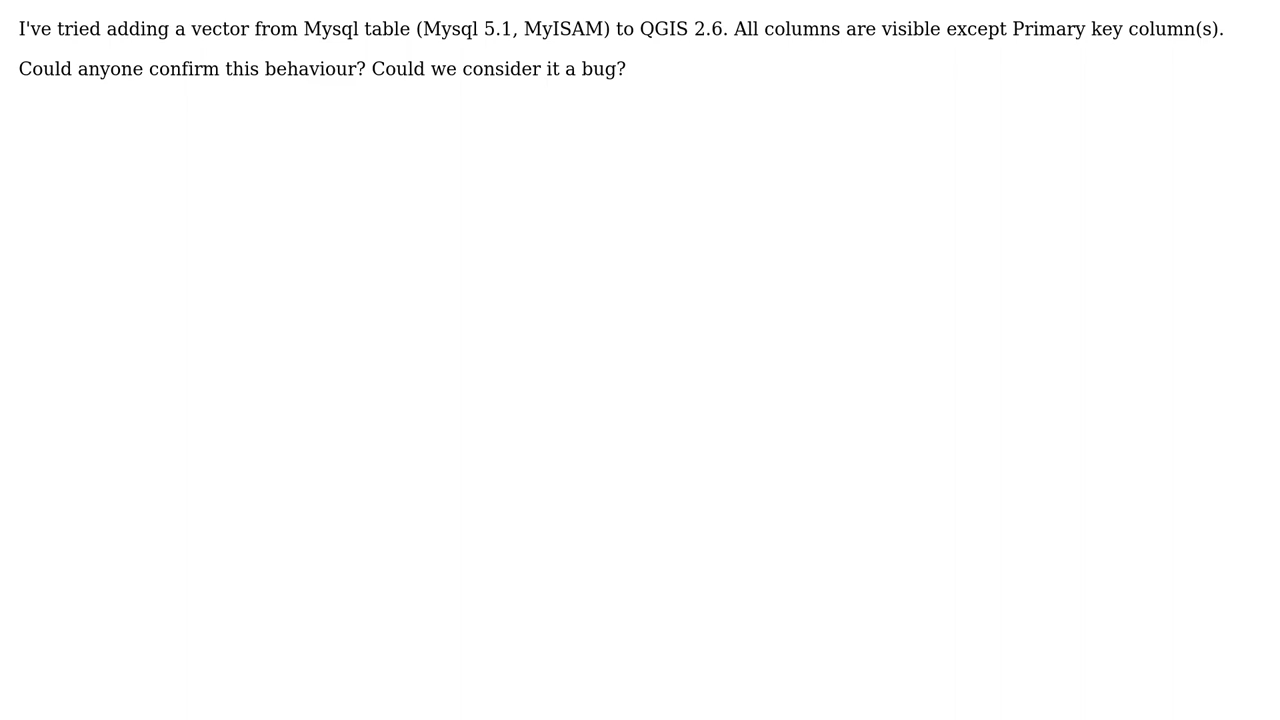 I've tried adding a vector from Mysql table (Mysql 5.1, MyISAM) to QGIS 2.6. All columns are visible except Primary key column(s).
Could anyone confirm this behaviour? Could we consider it a bug?